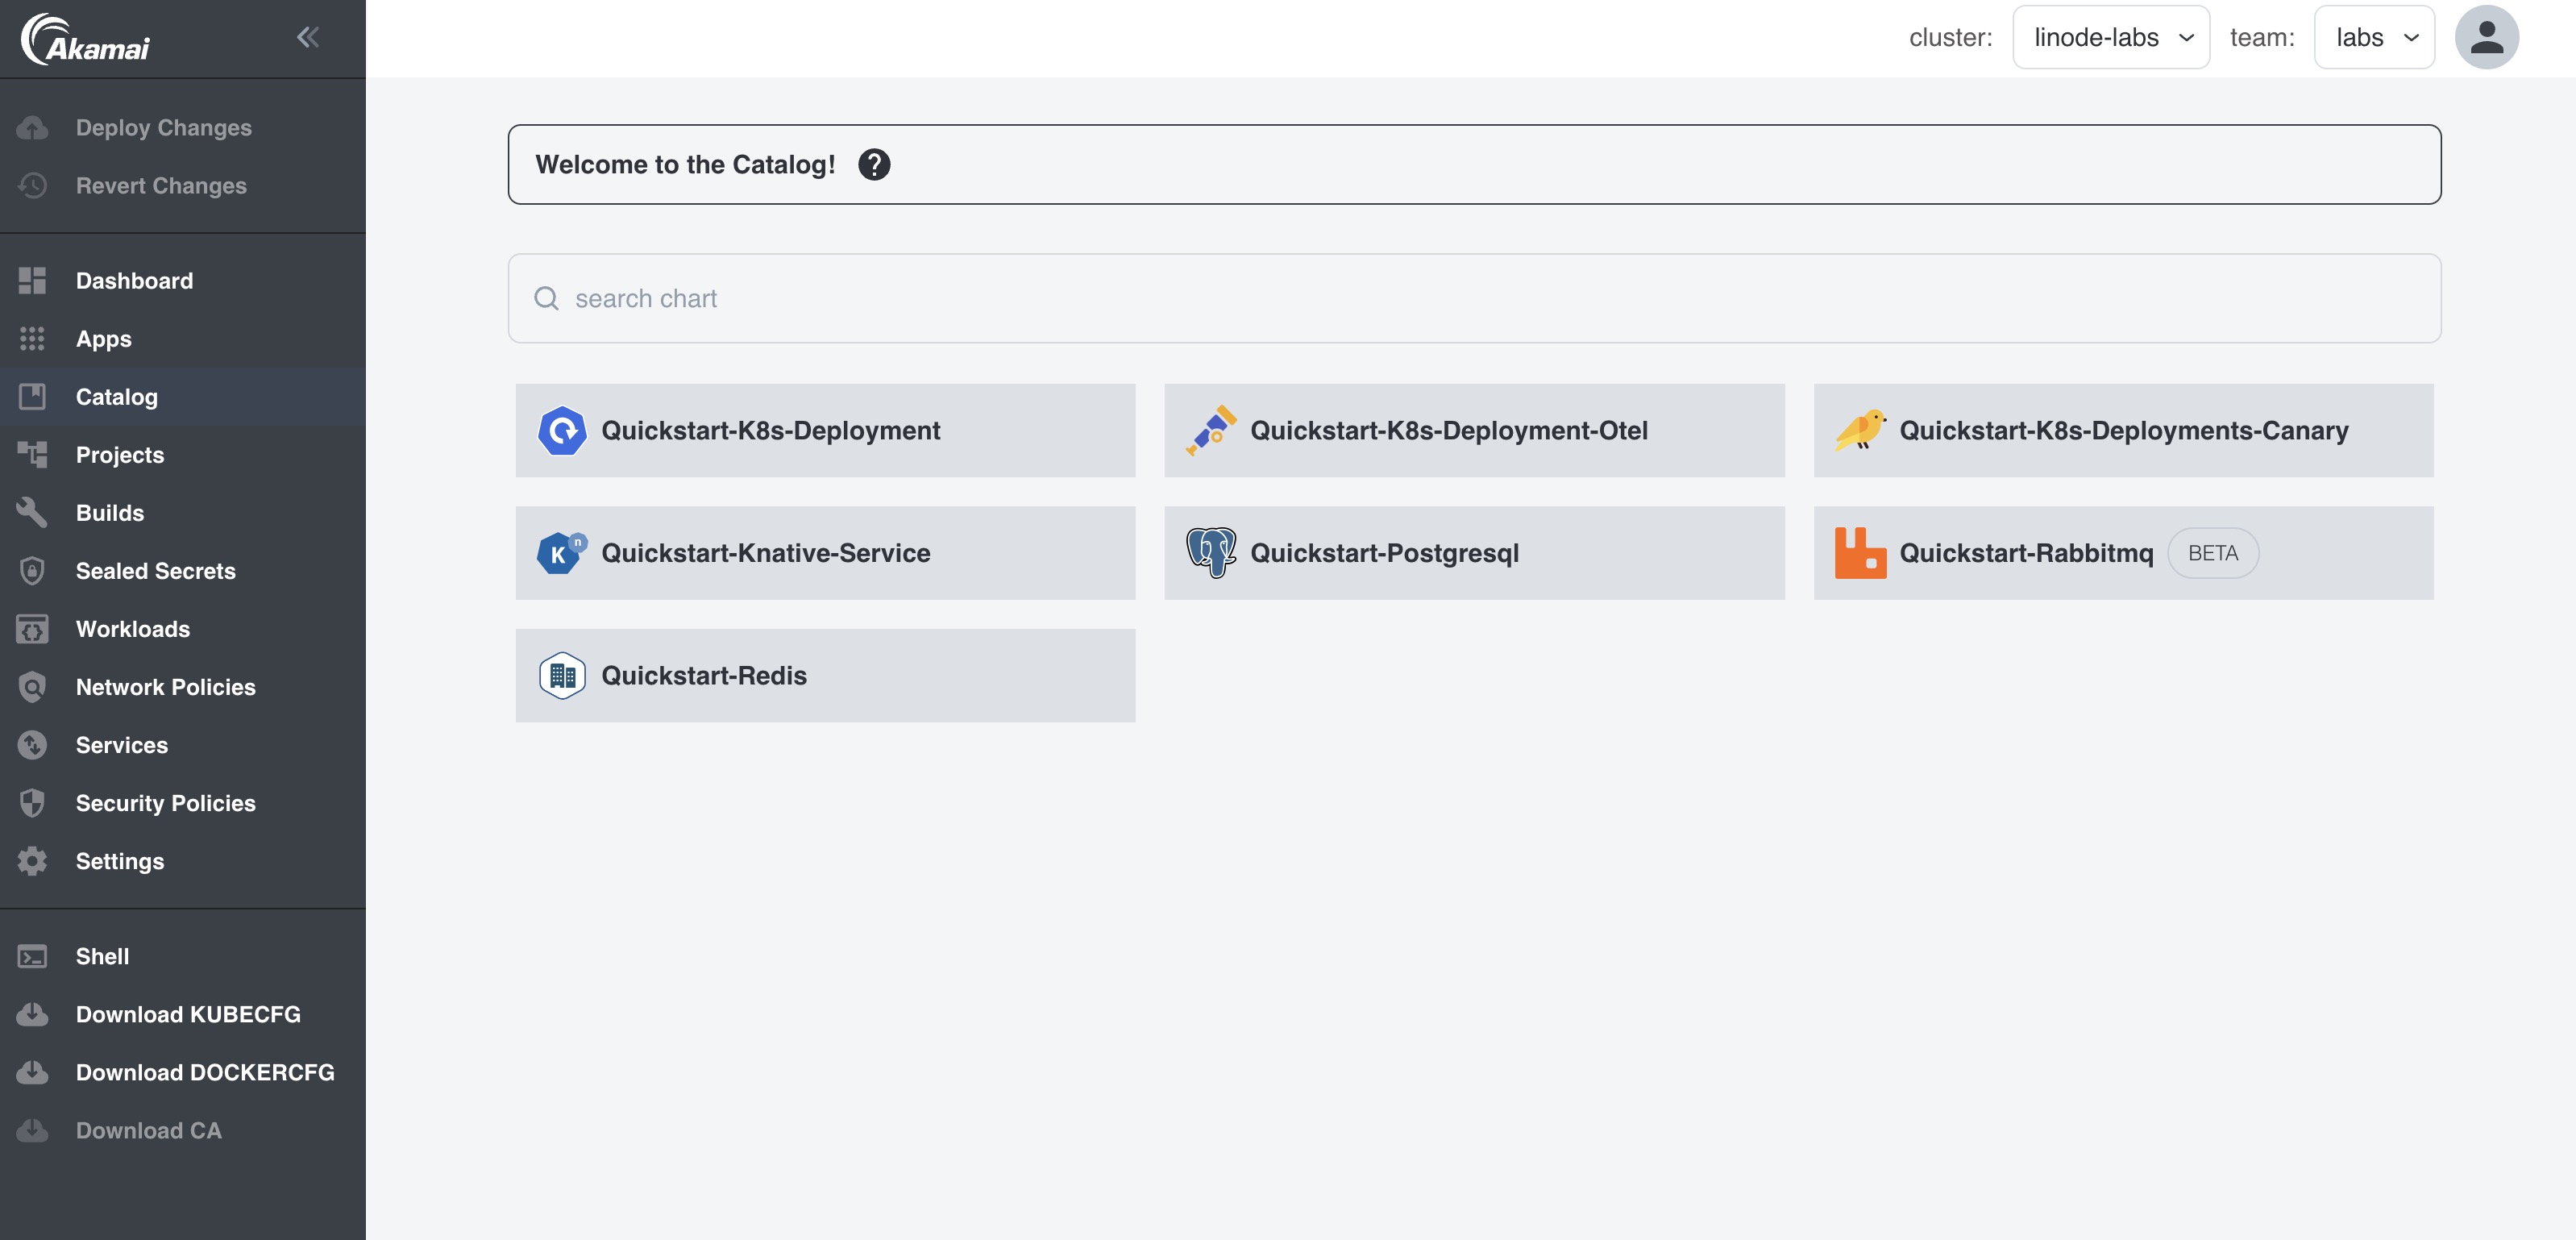 Akamai
cluster: linode-labs team: labs
Deploy Changes
Revert Changes
Dashboard
Apps
Catalog
Projects
Builds
Sealed Secrets
Workloads
Network Policies
Services
Security Policies
Settings
Shell
Download KUBECFG
Download DOCKERCFG
Download CA
Welcome to the Catalog! ?
search chart
Quickstart-K8s-Deployment
Quickstart-K8s-Deployment-Otel
Quickstart-K8s-Deployments-Canary
K n Quickstart-Knative-Service
Quickstart-Postgresql
Quickstart-Rabbitmq BETA
Quickstart-Redis